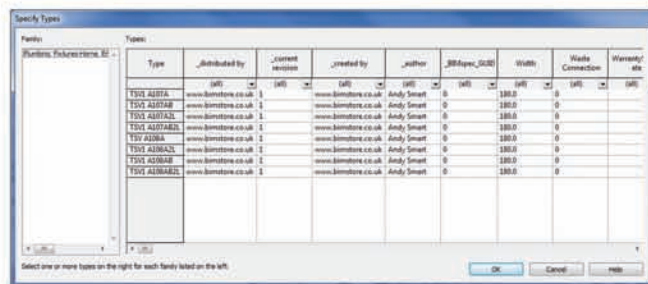 Specify Types
Family:
Types:
Type _distributed by _current revision _created by _author _BIMspec_GUID Width Waste Connection
(all) (all) (all) (all) (all) (all) (all) (all)
TSV1 A107A www.bimstore.co.uk 1 www.bimstore.co.uk Andy Smart 0 180.0 0
TSV1 A107AB www.bimstore.co.uk 1 www.bimstore.co.uk Andy Smart 0 180.0 0
TSV1 A107A2L www.bimstore.co.uk 1 www.bimstore.co.uk Andy Smart 0 180.0 0
TSV1 A107AB2L www.bimstore.co.uk 1 www.bimstore.co.uk Andy Smart 0 180.0 0
TSV A108A www.bimstore.co.uk 1 www.bimstore.co.uk Andy Smart 0 180.0 0
TSV1 A108A2L www.bimstore.co.uk 1 www.bimstore.co.uk Andy Smart 0 180.0 0
TSV1 A108AB www.bimstore.co.uk 1 www.bimstore.co.uk Andy Smart 0 180.0 0
TSV1 A108AB2L www.bimstore.co.uk 1 www.bimstore.co.uk Andy Smart 0 180.0 0
Select one or more types on the right for each family listed on the left.
OK Cancel Help